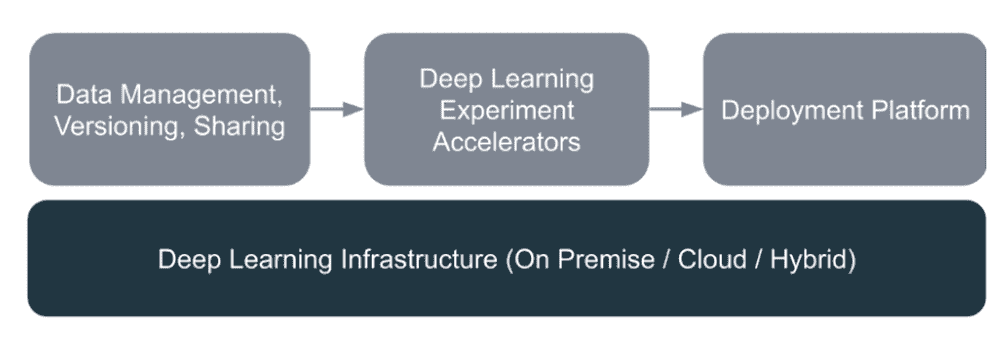 Data Management,
Versioning, Sharing
Deep Learning
Experiment
Accelerators
Deployment Platform
Deep Learning Infrastructure (On Premise / Cloud / Hybrid)